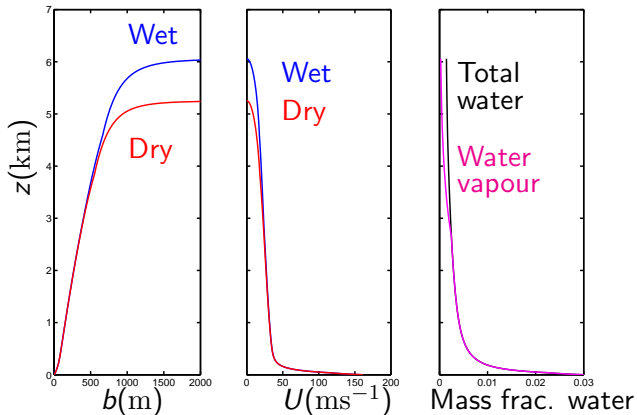 7
6
5
4
3
2
1
0
z(km)
Wet
Dry
0 500 1000 1500 2000
b(m)
Wet
Dry
0 50 100 150 200
U(ms⁻¹)
Total
water
Water
vapour
0 0.01 0.02 0.03
Mass frac. water